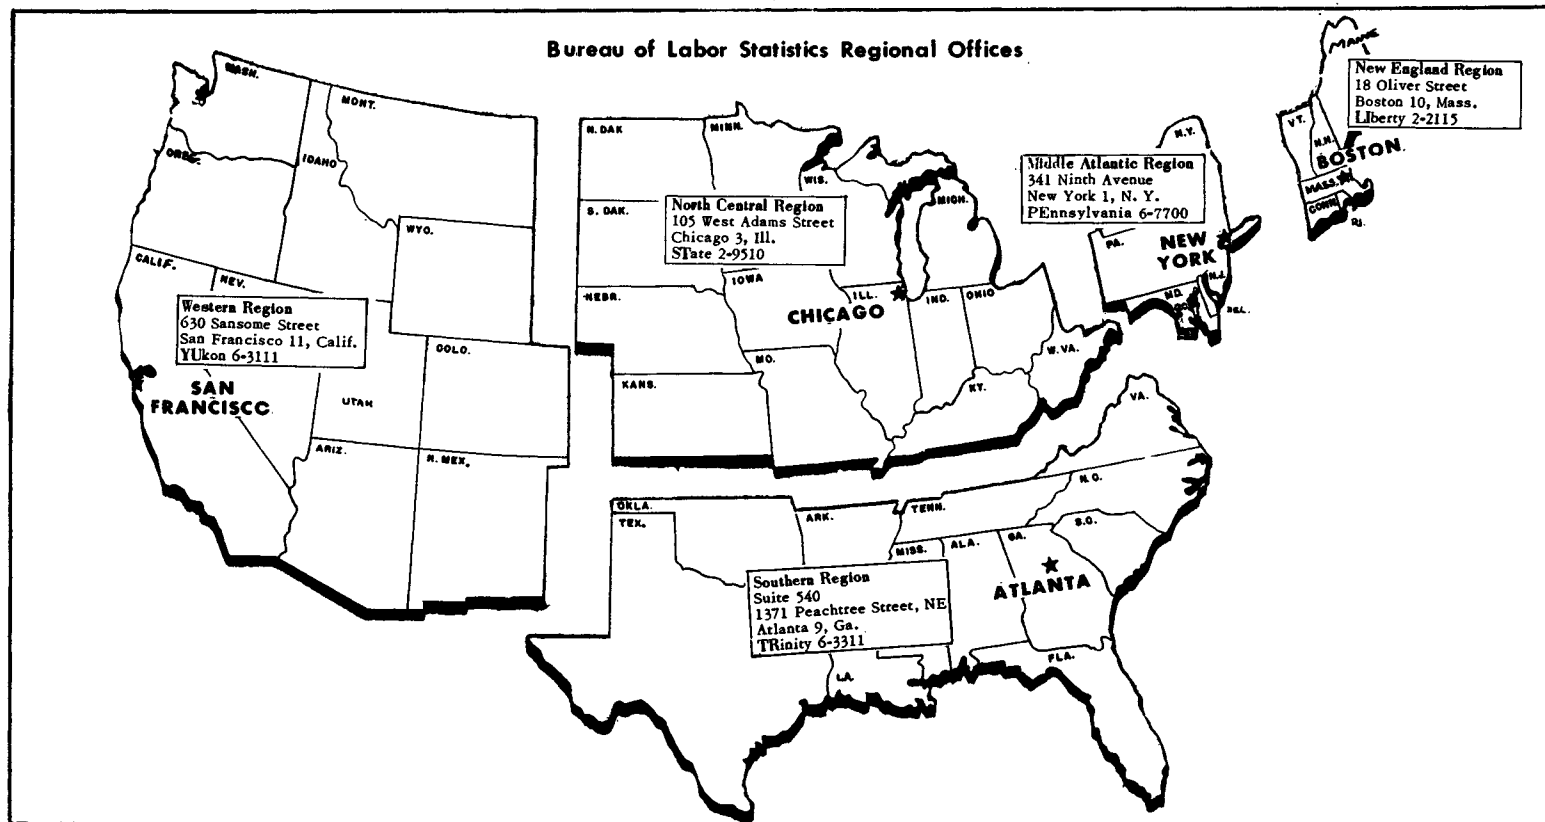 Bureau of Labor Statistics Regional Offices
WASH.
MONT.
OREG.
IDAHO
WYO.
CALIF.
NEV.
Western Region
630 Sansome Street
San Francisco 11, Calif.
YUkon 6-3111
SAN
FRANCISCO
UTAH
COLO.
ARIZ.
N. MEX.
N. DAK
MINN.
WIS.
S. DAK.
MICH.
North Central Region
105 West Adams Street
Chicago 3, Ill.
STate 2-9510
NEBR.
IOWA
ILL.
IND.
OHIO
CHICAGO
MO.
KANS.
KY.
W. VA.
MAINE
New England Region
18 Oliver Street
Boston 10, Mass.
LIberty 2-2115
VT.
N.H.
BOSTON
MASS.
CONN.
R.I.
N.Y.
Middle Atlantic Region
341 Ninth Avenue
New York 1, N. Y.
PEnnsylvania 6-7700
PA.
NEW
YORK
N.J.
MD.
DEL.
VA.
OKLA.
TEX.
ARK.
TENN.
N.C.
S.C.
MISS.
ALA.
GA.
ATLANTA
Southern Region
Suite 540
1371 Peachtree Street, NE
Atlanta 9, Ga.
TRinity 6-3311
LA.
FLA.